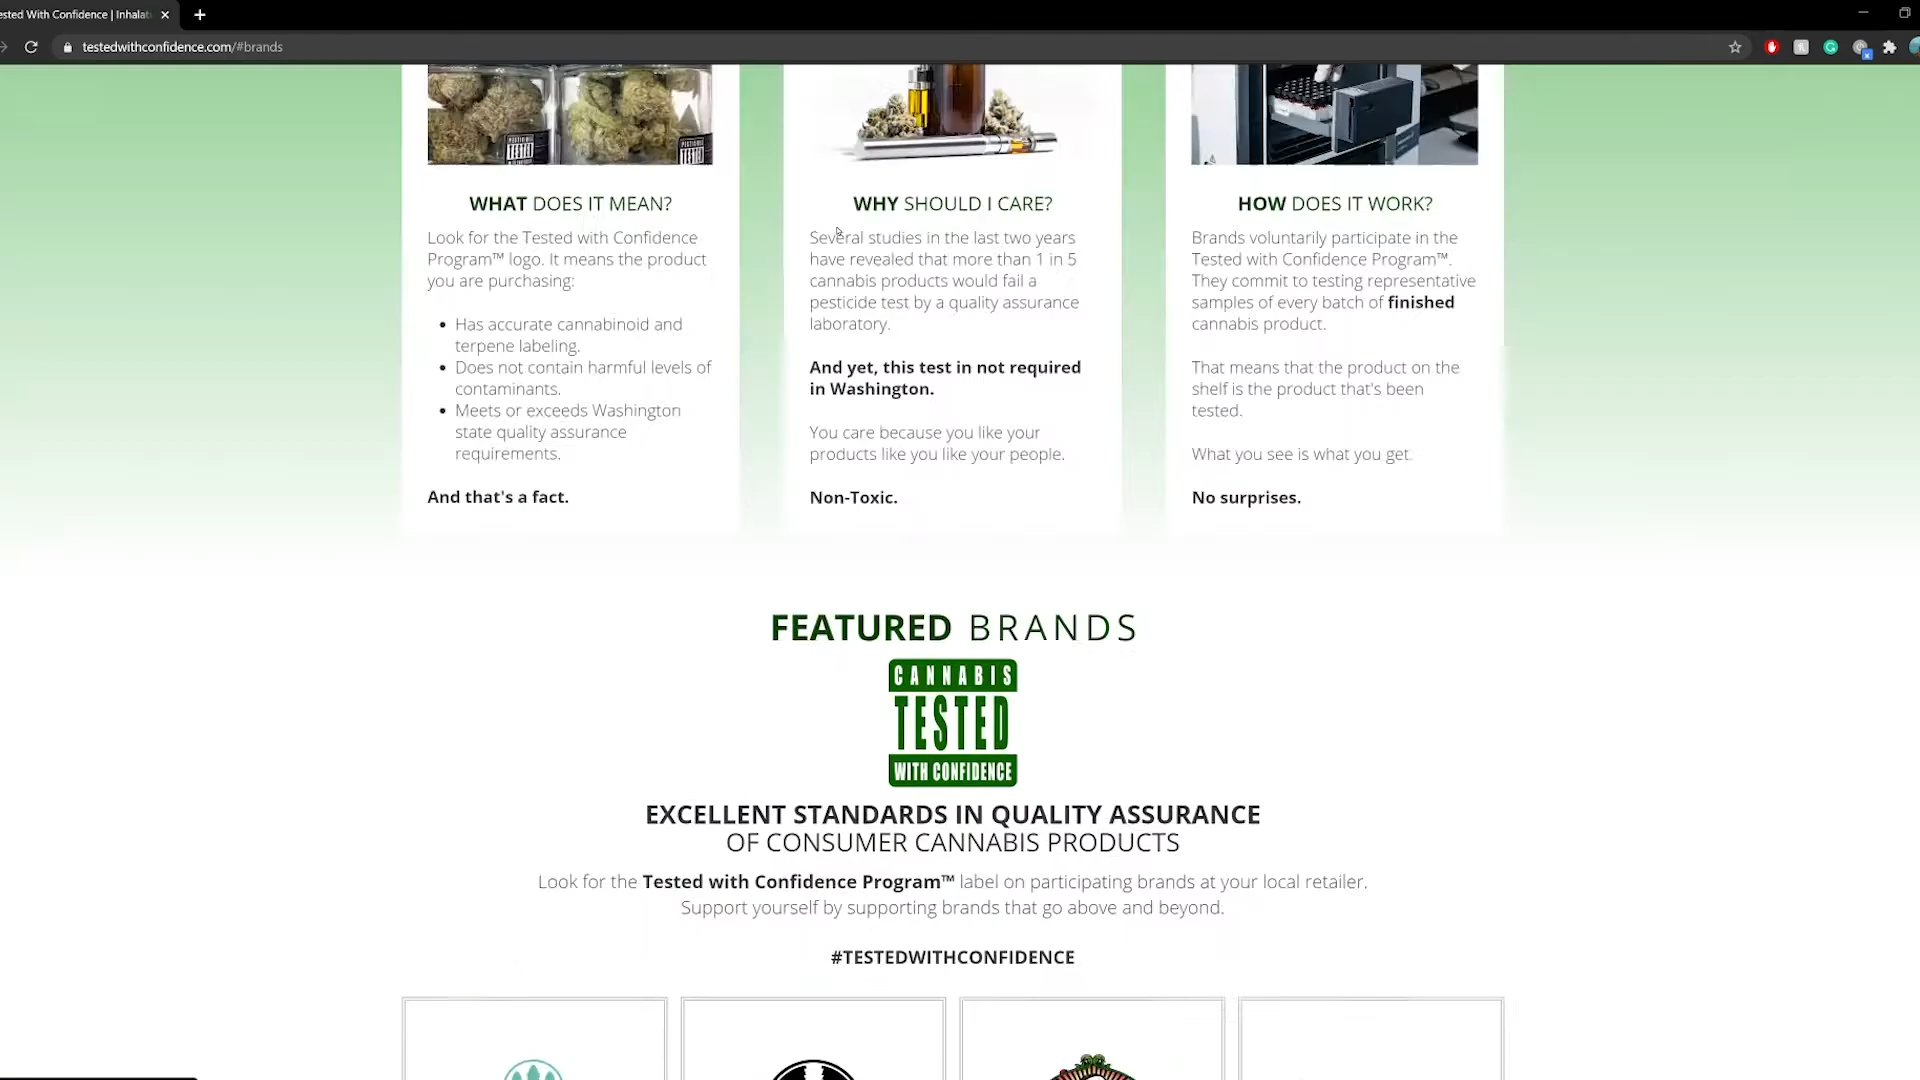 ested With Confidence | Inhalat
testedwithconfidence.com/#brands
TESTED
TESTED
WHAT DOES IT MEAN?
Look for the Tested with Confidence
Program™ logo. It means the product
you are purchasing:
• Has accurate cannabinoid and
terpene labeling.
• Does not contain harmful levels of
contaminants.
• Meets or exceeds Washington
state quality assurance
requirements.
And that's a fact.
WHY SHOULD I CARE?
Several studies in the last two years
have revealed that more than 1 in 5
cannabis products would fail a
pesticide test by a quality assurance
laboratory.
And yet, this test in not required
in Washington.
You care because you like your
products like you like your people.
Non-Toxic.
HOW DOES IT WORK?
Brands voluntarily participate in the
Tested with Confidence Program™.
They commit to testing representative
samples of every batch of finished
cannabis product.
That means that the product on the
shelf is the product that's been
tested.
What you see is what you get.
No surprises.
FEATURED BRANDS
CANNABIS
TESTED
WITH CONFIDENCE
EXCELLENT STANDARDS IN QUALITY ASSURANCE
OF CONSUMER CANNABIS PRODUCTS
Look for the Tested with Confidence Program™ label on participating brands at your local retailer.
Support yourself by supporting brands that go above and beyond.
#TESTEDWITHCONFIDENCE